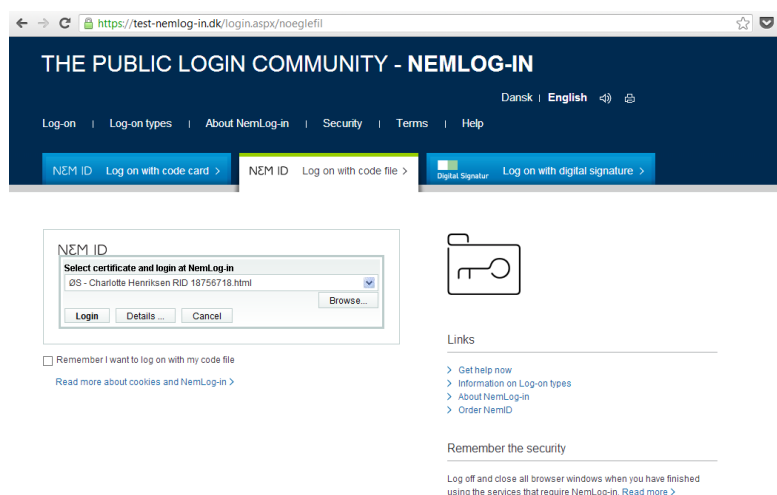 https://test-nemlog-in.dk/login.aspx/noeglefil
THE PUBLIC LOGIN COMMUNITY - NEMLOG-IN
Dansk | English
Log-on | Log-on types | About NemLog-in | Security | Terms | Help
NΣM ID Log on with code card >
NΣM ID Log on with code file >
Digital Signatur Log on with digital signature >
NΣM ID
Select certificate and login at NemLog-in
ØS - Charlotte Henriksen RID 18756718.html
Browse...
Login Details ... Cancel
Remember I want to log on with my code file
Read more about cookies and NemLog-in >
Links
> Get help now
> Information on Log-on types
> About NemLog-in
> Order NemID
Remember the security
Log off and close all browser windows when you have finished
using the services that require NemLog-in. Read more >